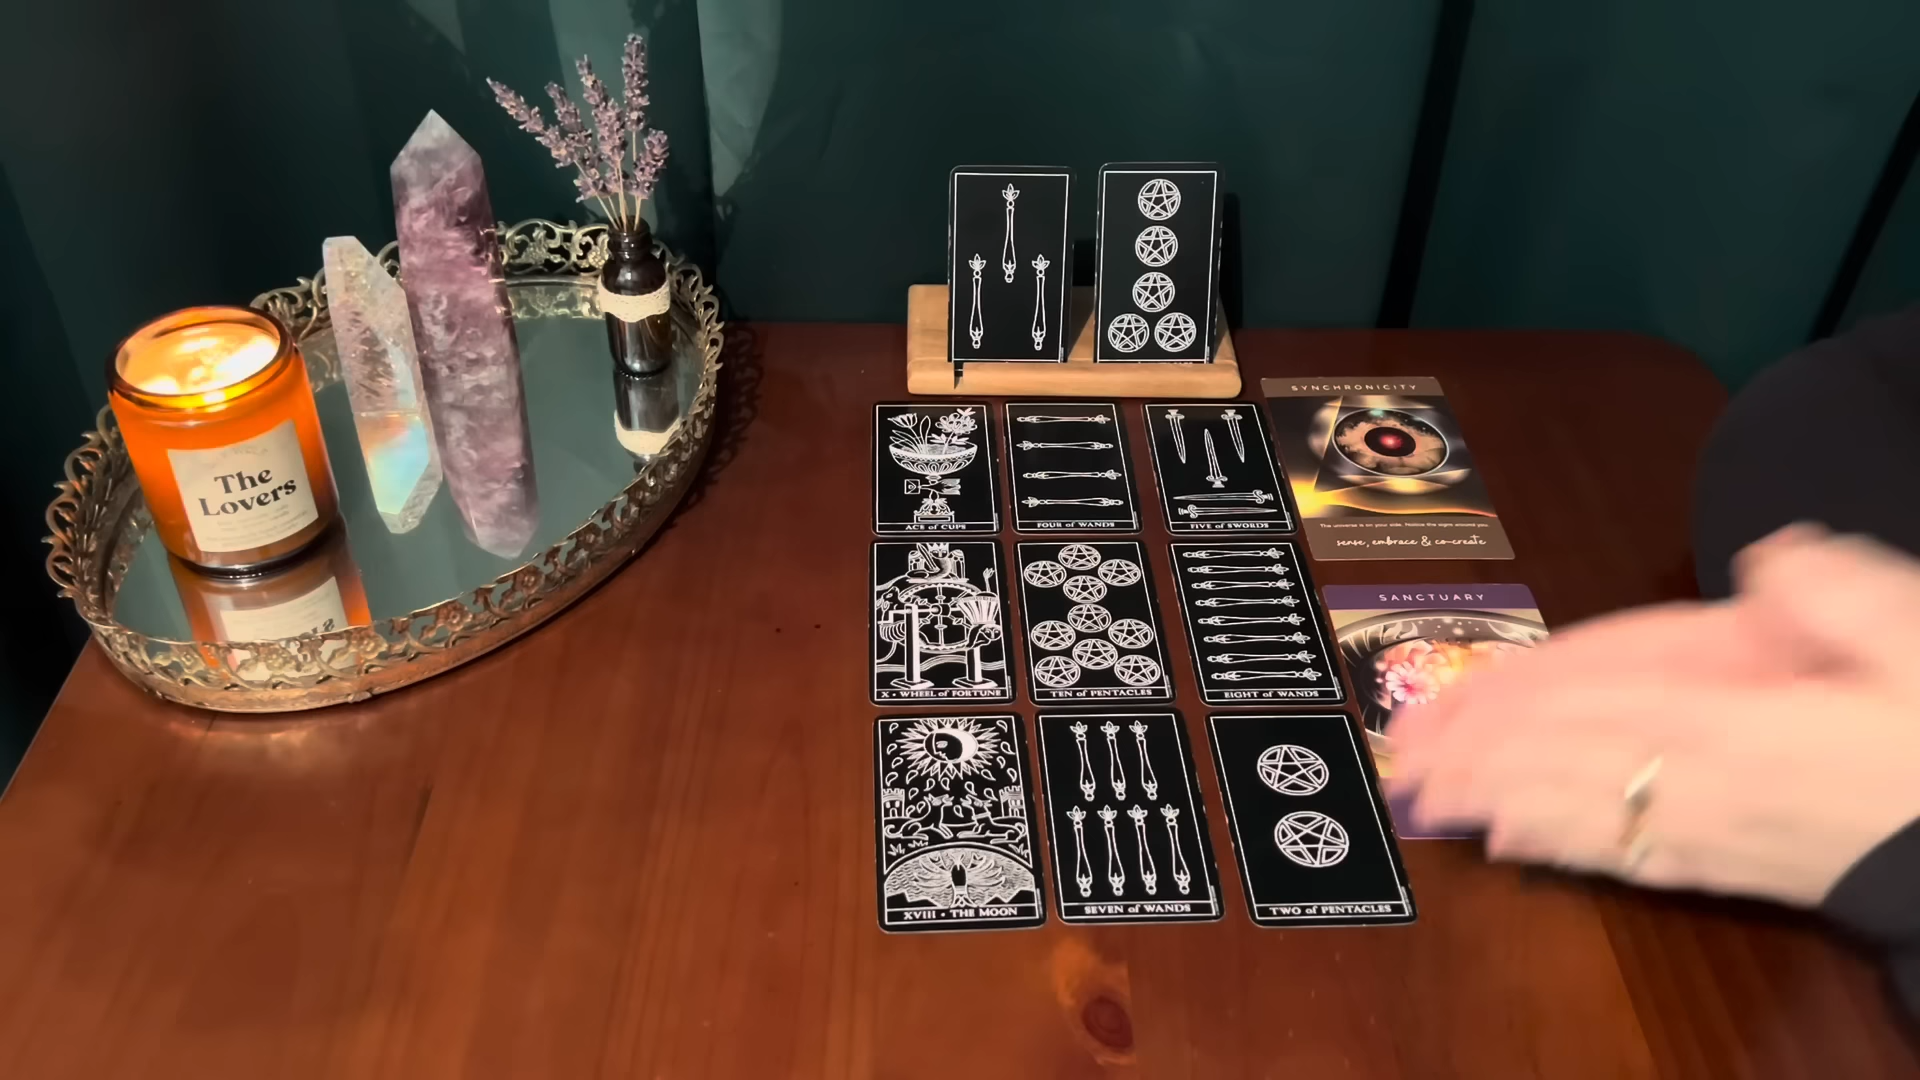 The
Lovers
SYNCHRONICITY
ACE of CUPS
FOUR of WANDS
FIVE of SWORDS
The universe is on your side. Notice the signs around you.
sense, embrace & co-create
SANCTUARY
X • WHEEL of FORTUNE
TEN of PENTACLES
EIGHT of WANDS
XVIII • THE MOON
SEVEN of WANDS
TWO of PENTACLES